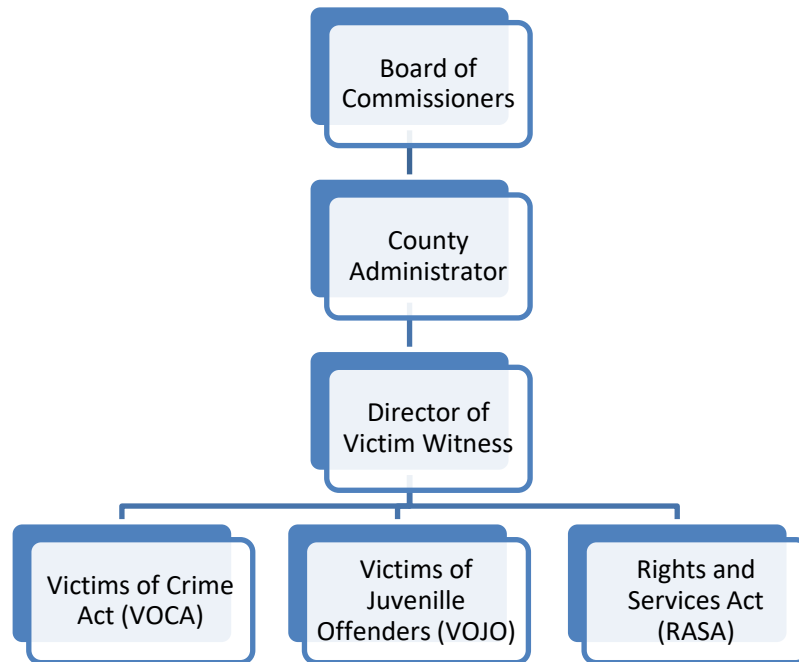 Board of
Commissioners
County
Administrator
Director of
Victim Witness
Victims of Crime
Act (VOCA)
Victims of
Juvenille
Offenders (VOJO)
Rights and
Services Act
(RASA)